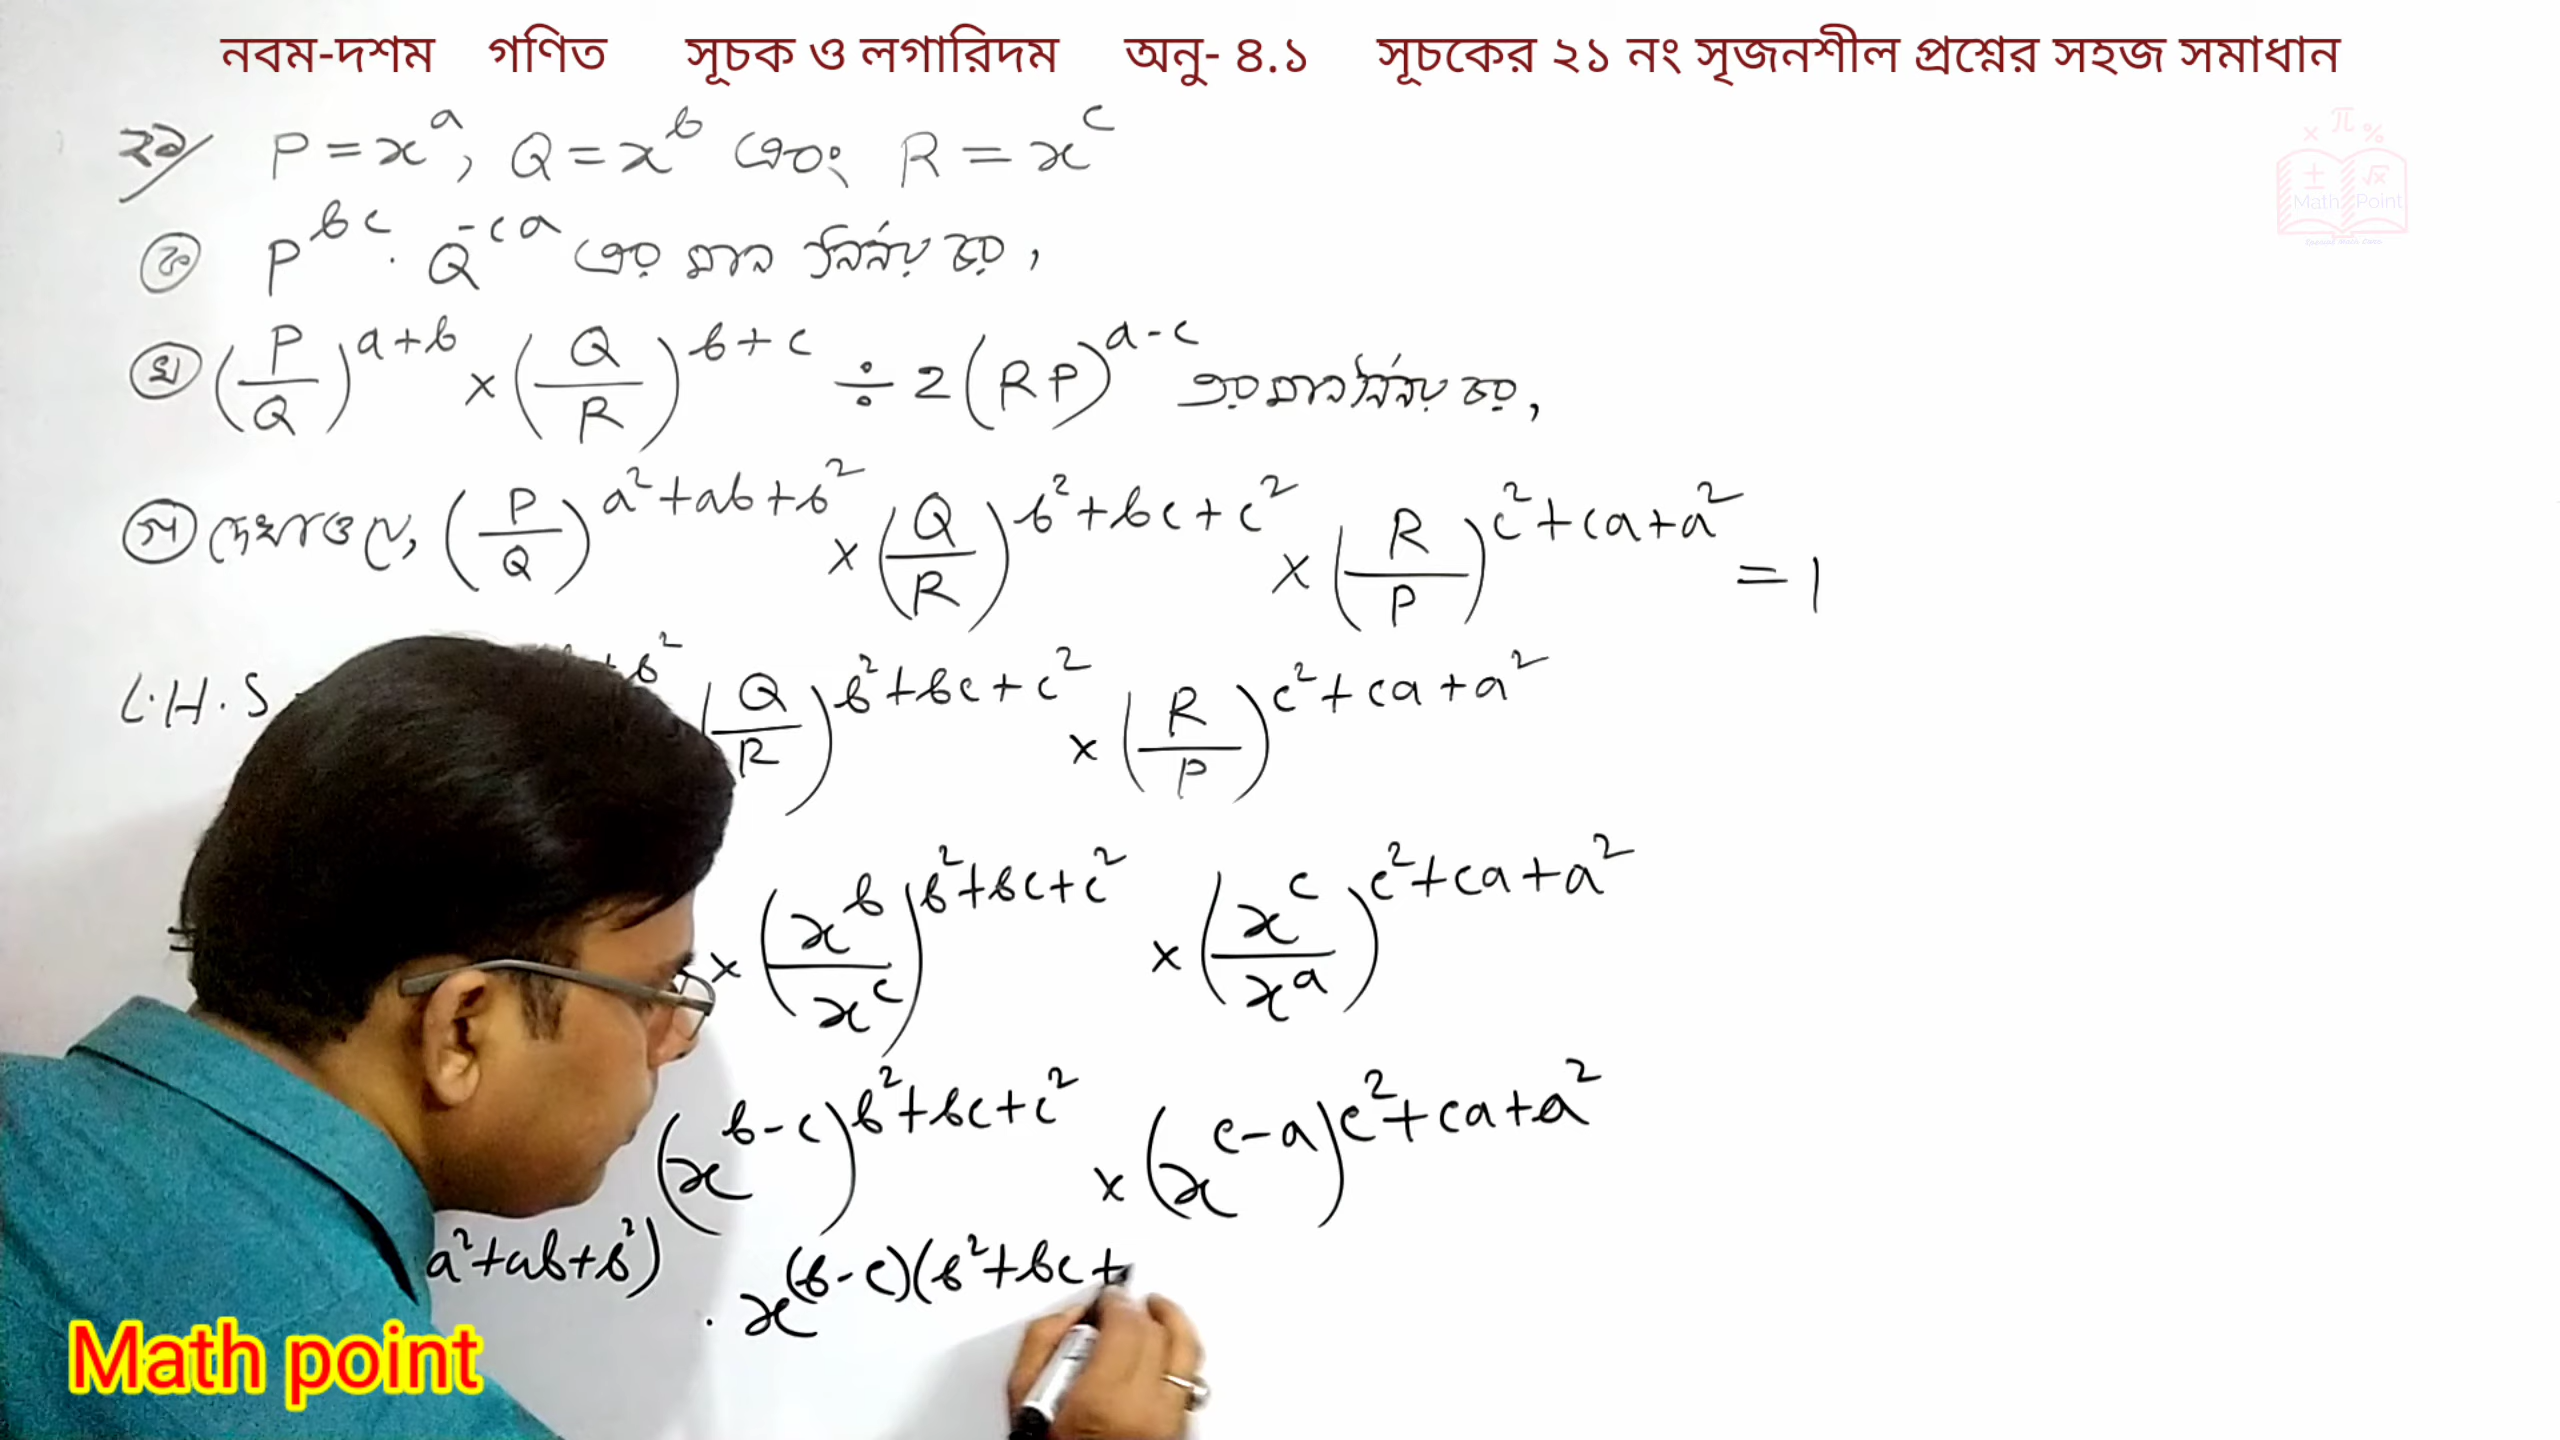 নবম-দশম গণিত সূচক ও লগারিদম অনু- ৪.১ সূচকের ২১ নং সৃজনশীল প্রশ্নের সহজ সমাধান
২১/ P = x^a, Q = x^b এবং R = x^c
ক P^bc . Q^-ca এর মান নির্ণয় কর,
খ (P/Q)^a+b × (Q/R)^b+c ÷ 2(RP)^a-c এর মান নির্ণয় কর,
গ দেখাও যে, (P/Q)^a²+ab+b² × (Q/R)^b²+bc+c² × (R/P)^c²+ca+a² = 1
L.H.S + b² (Q/R)^b²+bc+c² × (R/P)^c²+ca+a²
= × (x^b/x^c)^b²+bc+c² × (x^c/x^a)^c²+ca+a²
(x^b-c)^b²+bc+c² × (x^c-a)^c²+ca+a²
a²+ab+b²) . x^(b-c)(b²+bc+
Math point
× π %
± √x
Math Point